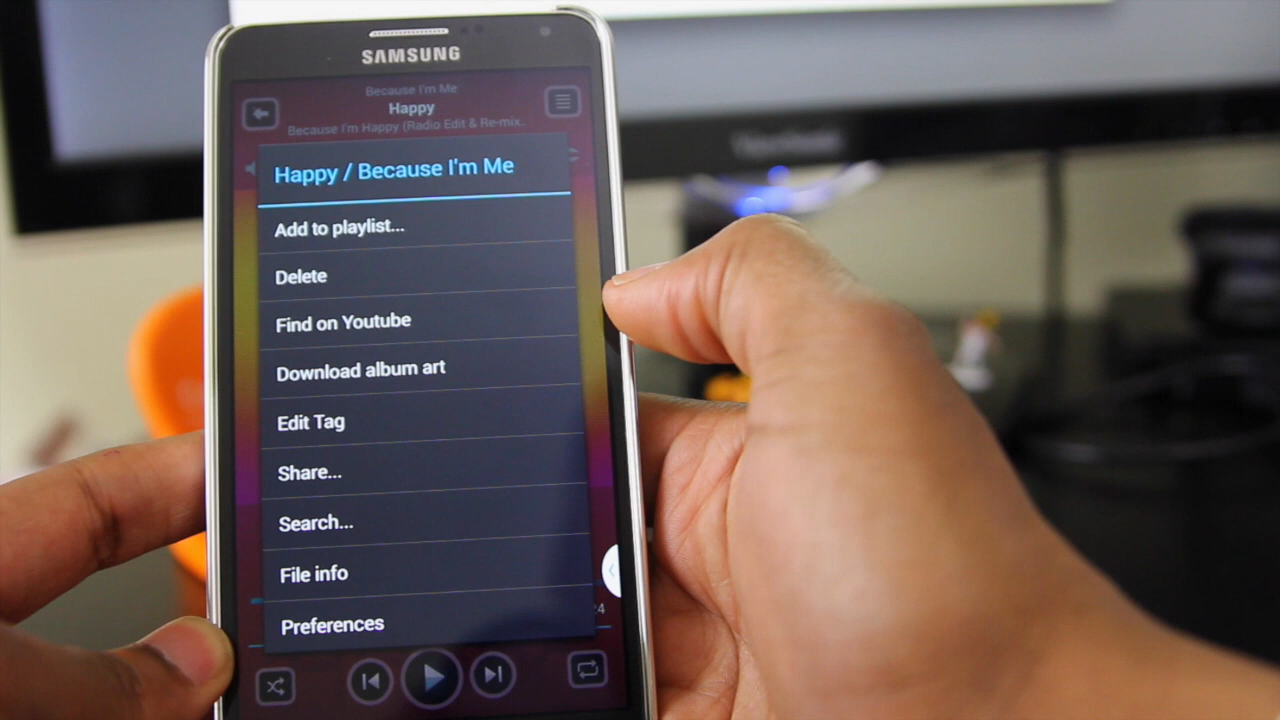 SAMSUNG
Because I'm Me
Happy
Because I'm Happy (Radio Edit & Re-mix..
Happy / Because I'm Me
Add to playlist...
Delete
Find on Youtube
Download album art
Edit Tag
Share...
Search...
File info
Preferences